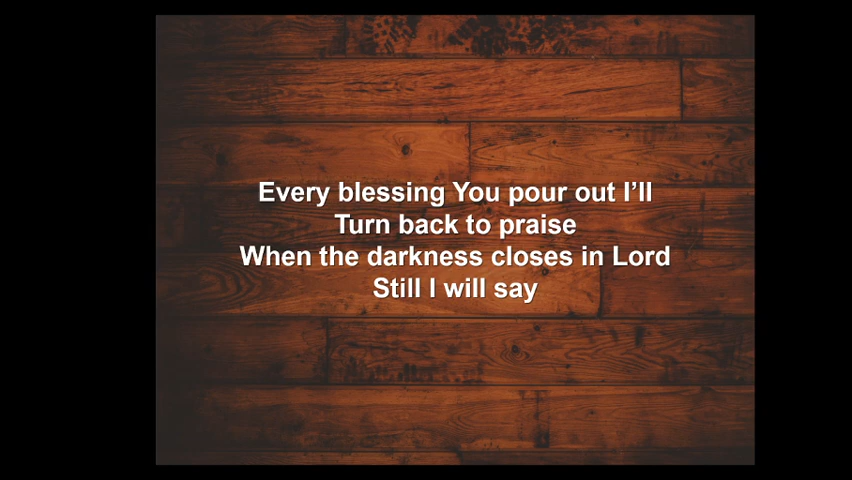 Every blessing You pour out I’ll
Turn back to praise
When the darkness closes in Lord
Still I will say